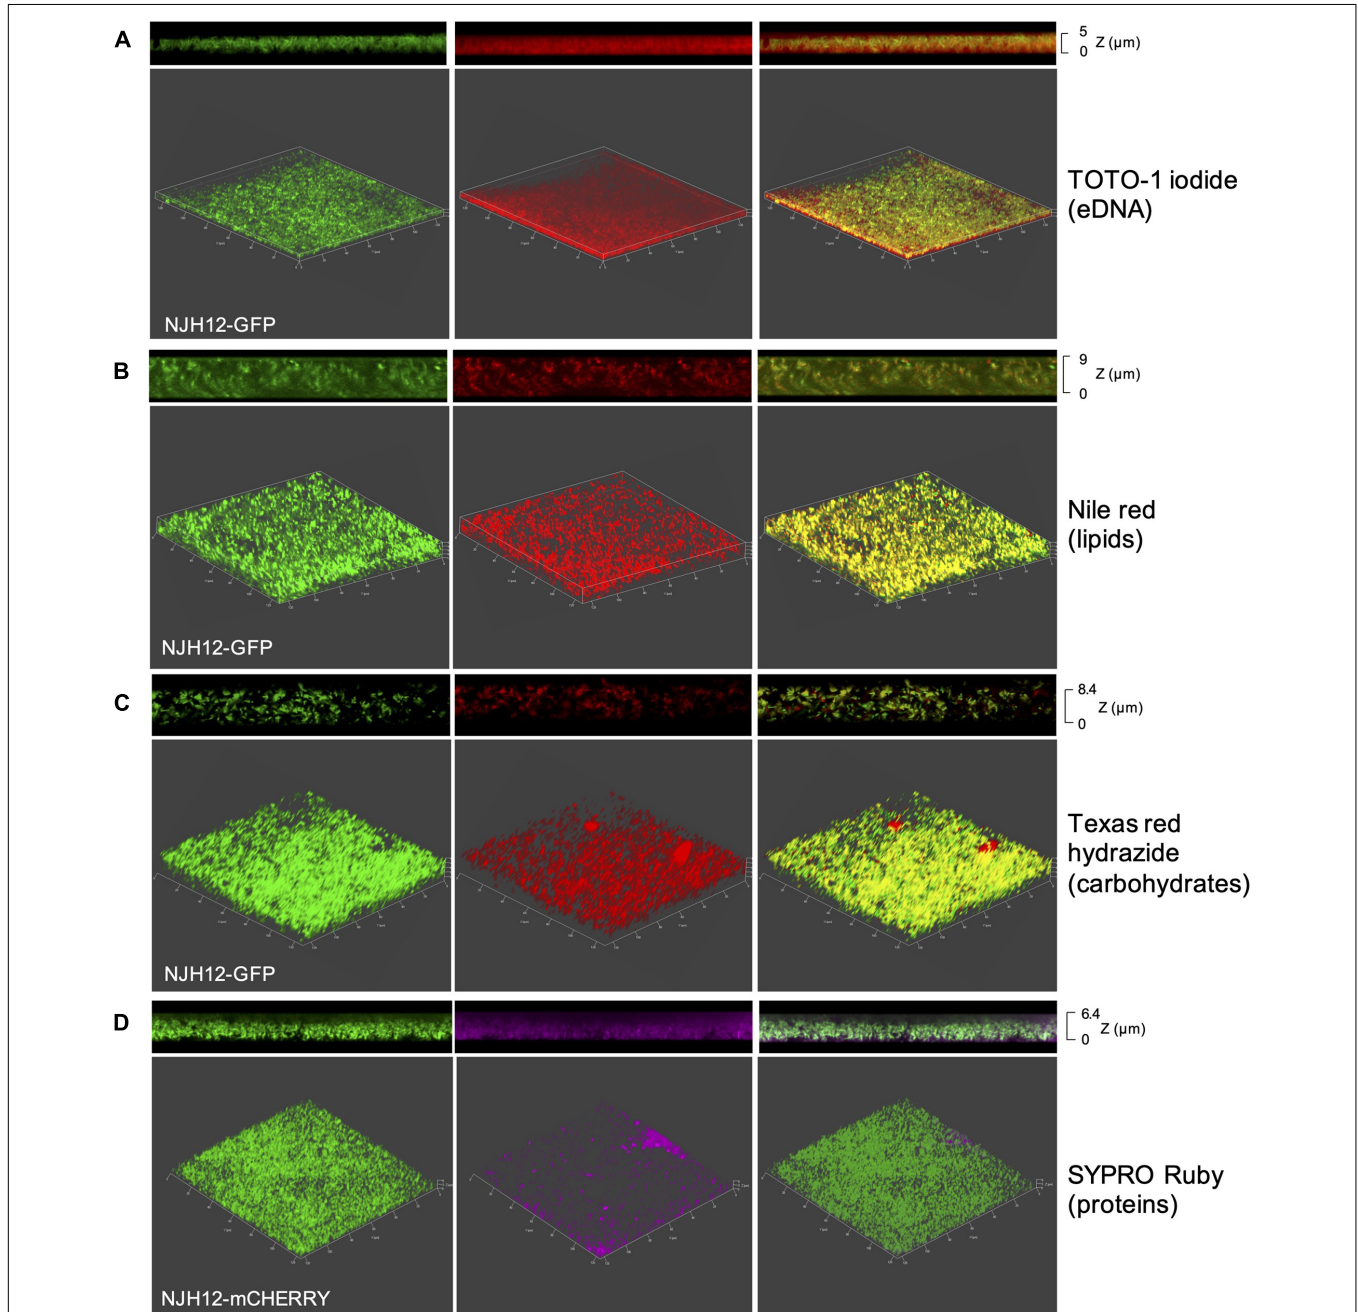 A
5
0
Z (µm)
TOTO-1 iodide
(eDNA)
NJH12-GFP
B
9
0
Z (µm)
Nile red
(lipids)
NJH12-GFP
C
8.4
0
Z (µm)
Texas red
hydrazide
(carbohydrates)
NJH12-GFP
D
6.4
0
Z (µm)
SYPRO Ruby
(proteins)
NJH12-mCHERRY